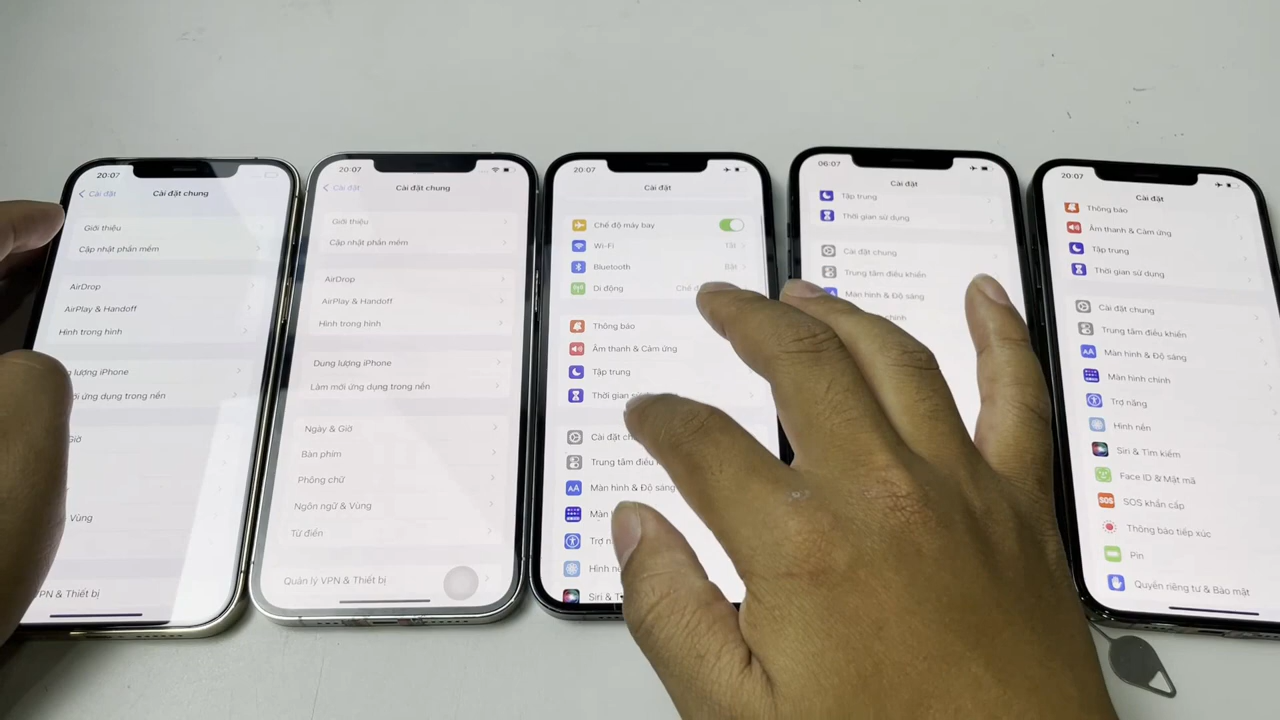 20:07
Cài đặt
Cài đặt chung
Giới thiệu
Cập nhật phần mềm
AirDrop
AirPlay & Handoff
Hình trong hình
lượng iPhone
ứng dụng trong nền
Giờ
Vùng
VPN & Thiết bị
20:07
Cài đặt
Cài đặt chung
Giới thiệu
Cập nhật phần mềm
AirDrop
AirPlay & Handoff
Hình trong hình
Dung lượng iPhone
Làm mới ứng dụng trong nền
Ngày & Giờ
Bàn phím
Phông chữ
Ngôn ngữ & Vùng
Từ điển
Quản lý VPN & Thiết bị
20:07
Cài đặt
Chế độ máy bay
Wi-Fi Tắt
Bluetooth Bật
Di động
Thông báo
Âm thanh & Cảm ứng
Tập trung
Thời gian
Cài đặt
Trung tâm điều
Màn hình & Độ sáng
Siri &
06:07
Cài đặt
Tập trung
Thời gian sử dụng
Cài đặt chung
Trung tâm điều khiển
Màn hình & Độ sáng
chính
20:07
Cài đặt
Thông báo
Âm thanh & Cảm ứng
Tập trung
Thời gian sử dụng
Cài đặt chung
Trung tâm điều khiển
Màn hình & Độ sáng
Màn hình chính
Trợ năng
Hình nền
Siri & Tìm kiếm
Face ID & Mật mã
SOS SOS khẩn cấp
Thông báo tiếp xúc
Pin
Quyền riêng tư & Bảo mật